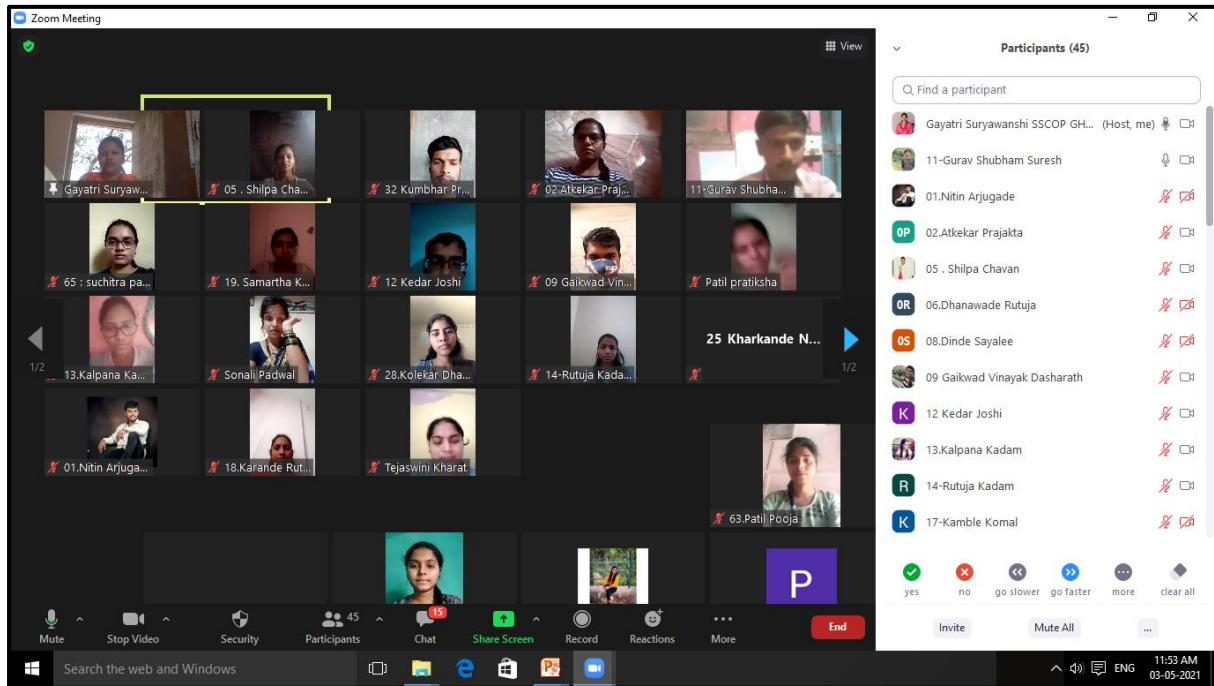 Zoom Meeting
View
Gayatri Suryaw...
05 . Shilpa Cha...
32 Kumbhar Pr...
02.Atkekar Praj...
11-Gurav Shubha...
65 : suchitra pa...
19. Samartha K...
12 Kedar Joshi
09 Gaikwad Vin...
Patil pratiksha
1/2
13.Kalpana Ka...
Sonali Padwal
28.Kolekar Dha...
14-Rutuja Kada...
25 Kharkande N...
1/2
01.Nitin Arjuga...
18.Karande Rut...
Tejaswini Kharat
63.Patil Pooja
P
Mute
Stop Video
Security
45
Participants
15
Chat
Share Screen
Record
Reactions
More
End
Participants (45)
Find a participant
Gayatri Suryawanshi SSCOP GH... (Host, me)
11-Gurav Shubham Suresh
01.Nitin Arjugade
OP 02.Atkekar Prajakta
05 . Shilpa Chavan
OR 06.Dhanawade Rutuja
OS 08.Dinde Sayalee
09 Gaikwad Vinayak Dasharath
K 12 Kedar Joshi
13.Kalpana Kadam
R 14-Rutuja Kadam
K 17-Kamble Komal
yes no go slower go faster more clear all
Invite Mute All ...
Search the web and Windows
ENG
11:53 AM
03-05-2021